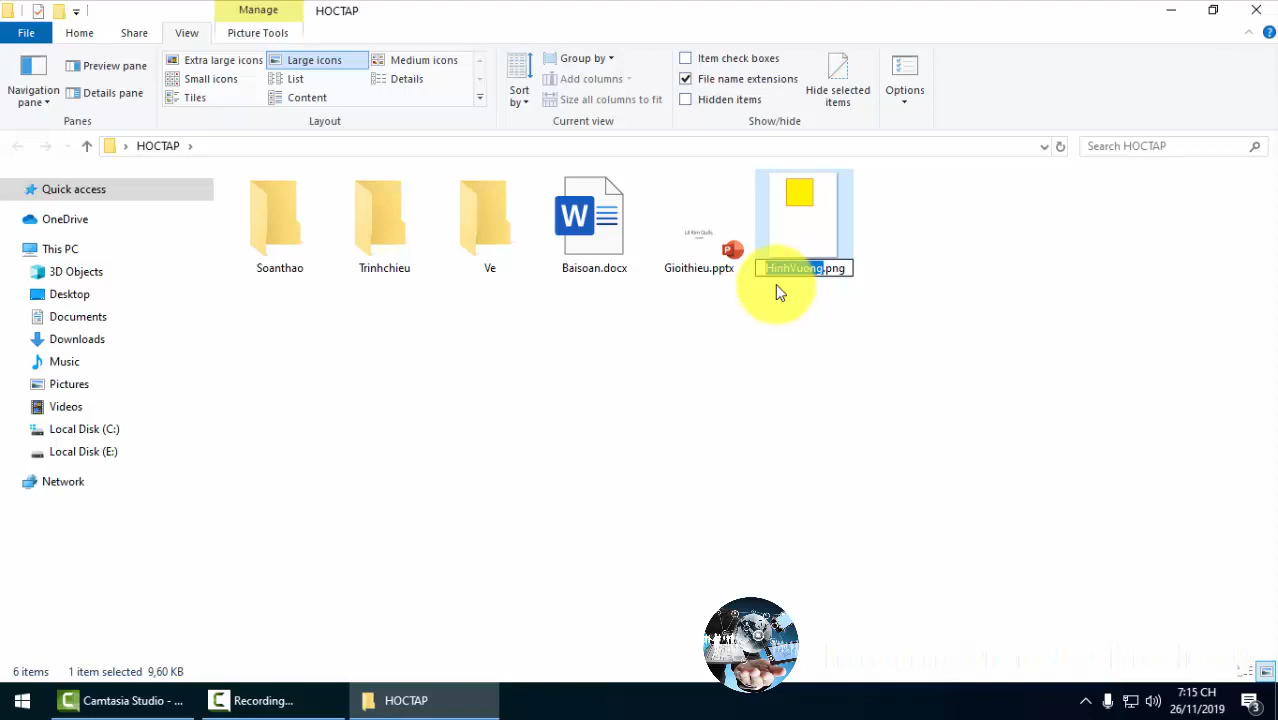 Manage
HOCTAP
File
Home
Share
View
Picture Tools
Navigation pane
Preview pane
Details pane
Panes
Extra large icons
Large icons
Medium icons
Small icons
List
Details
Tiles
Content
Layout
Sort by
Group by
Add columns
Size all columns to fit
Current view
Item check boxes
File name extensions
Hidden items
Hide selected items
Show/hide
Options
HOCTAP
Search HOCTAP
Quick access
OneDrive
This PC
3D Objects
Desktop
Documents
Downloads
Music
Pictures
Videos
Local Disk (C:)
Local Disk (E:)
Network
Soanthao
Trinhchieu
Ve
Baisoan.docx
Gioithieu.pptx
HinhVuong.png
6 items
1 item selected 9,60 KB
Camtasia Studio - ...
Recording...
HOCTAP
7:15 CH
26/11/2019
3